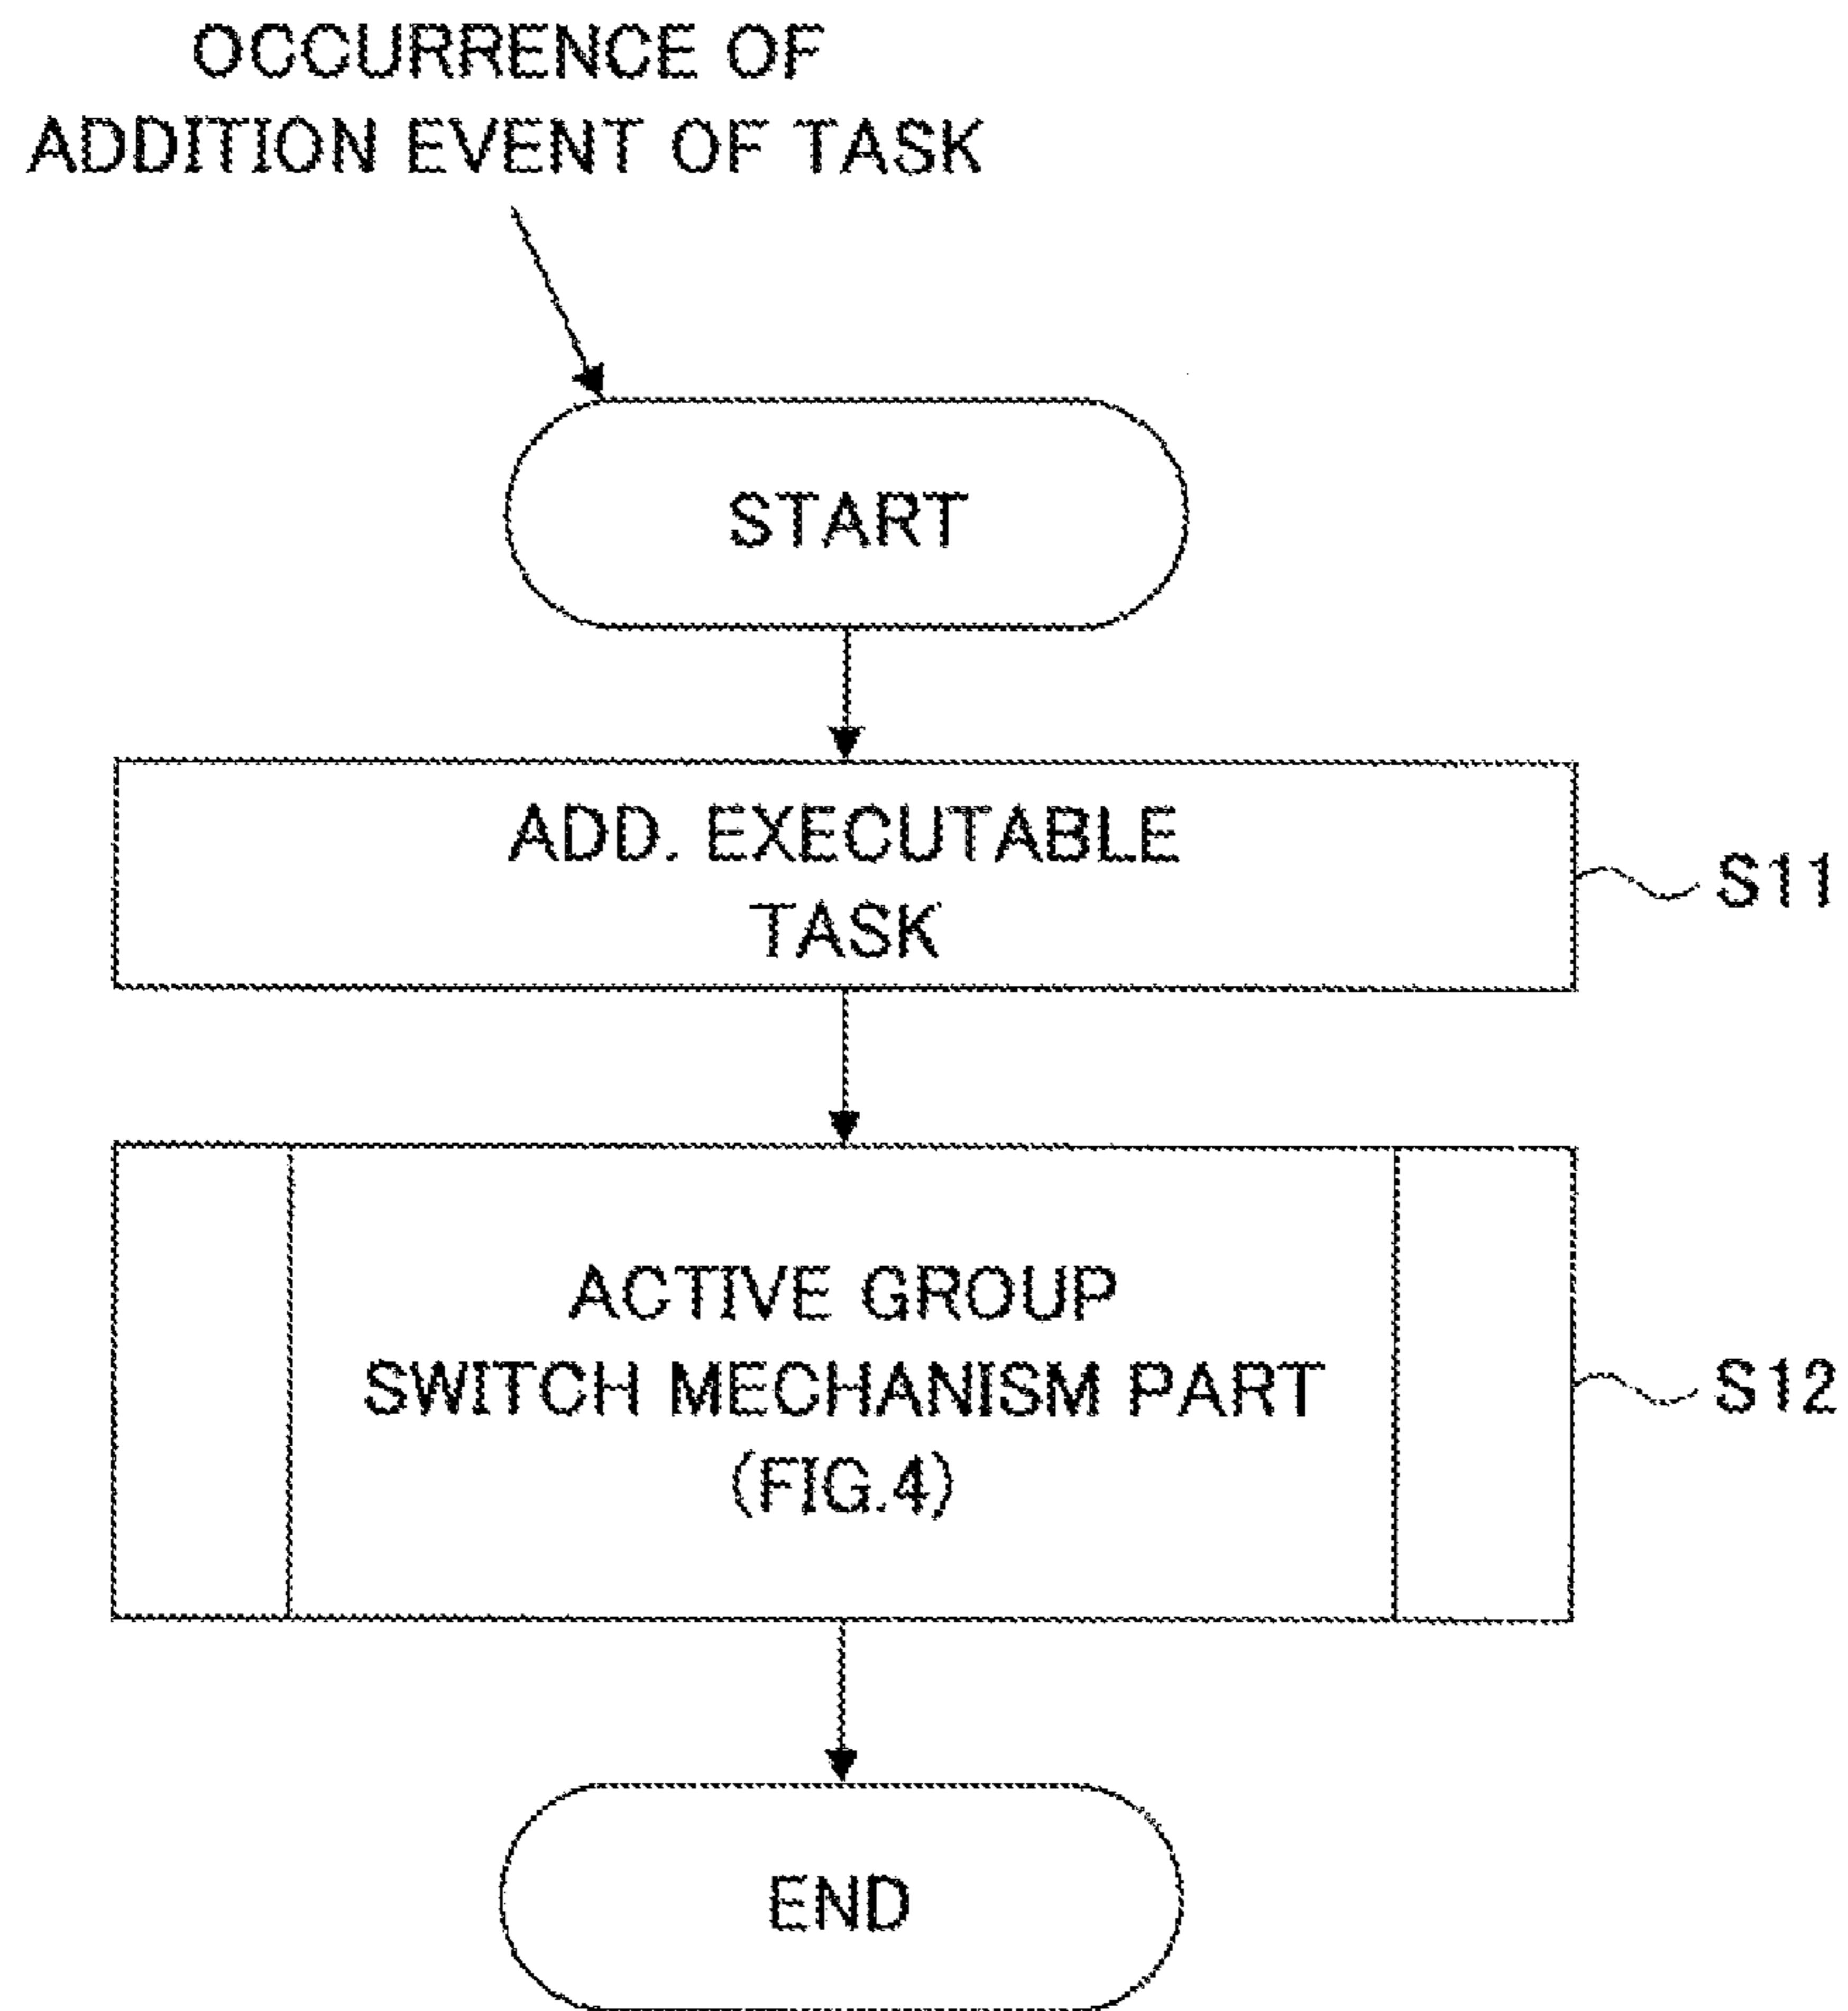 OCCURRENCE OF
ADDITION EVENT OF TASK
START
ADD. EXECUTABLE
TASK
S11
ACTIVE GROUP
SWITCH MECHANISM PART
(FIG.4)
S12
END